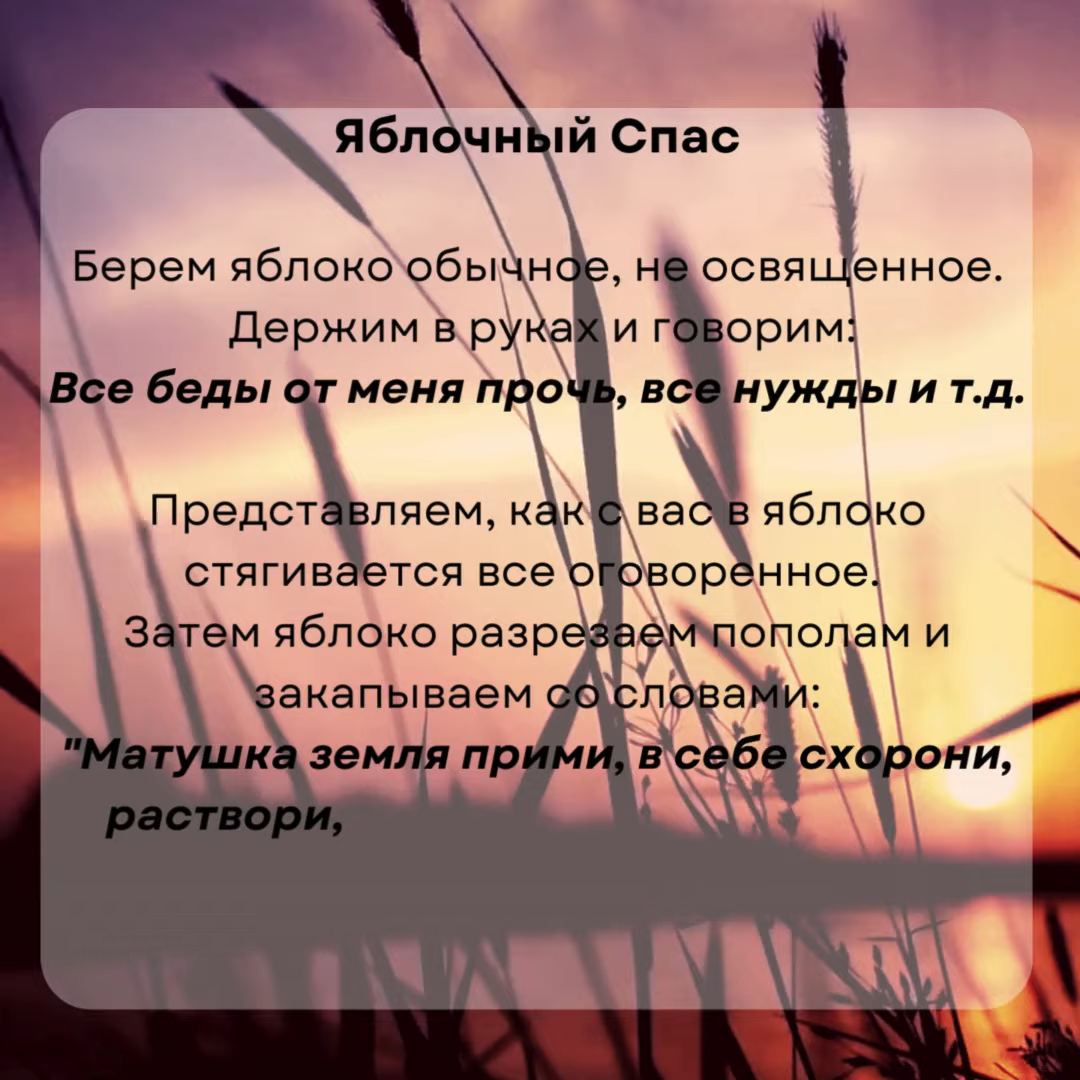 Яблочный Спас
Берем яблоко обычное, не освященное.
Держим в руках и говорим:
Все беды от меня прочь, все нужды и т.д.
Представляем, как с вас в яблоко
стягивается все оговоренное.
Затем яблоко разрезаем пополам и
закапываем со словами:
"Матушка земля прими, в себе схорони,
раствори,